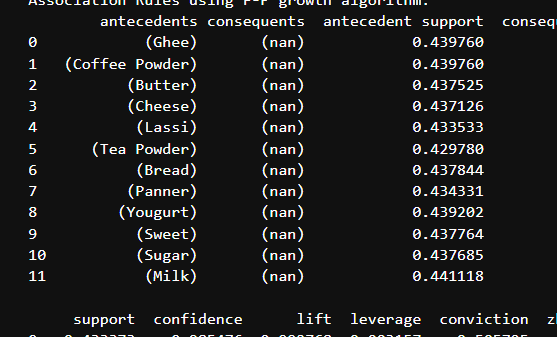 Association Rules using F-P growth algorithm:
antecedents consequents antecedent support
0 (Ghee) (nan) 0.439760
1 (Coffee Powder) (nan) 0.439760
2 (Butter) (nan) 0.437525
3 (Cheese) (nan) 0.437126
4 (Lassi) (nan) 0.433533
5 (Tea Powder) (nan) 0.429780
6 (Bread) (nan) 0.437844
7 (Panner) (nan) 0.434331
8 (Yougurt) (nan) 0.439202
9 (Sweet) (nan) 0.437764
10 (Sugar) (nan) 0.437685
11 (Milk) (nan) 0.441118
support confidence lift leverage conviction